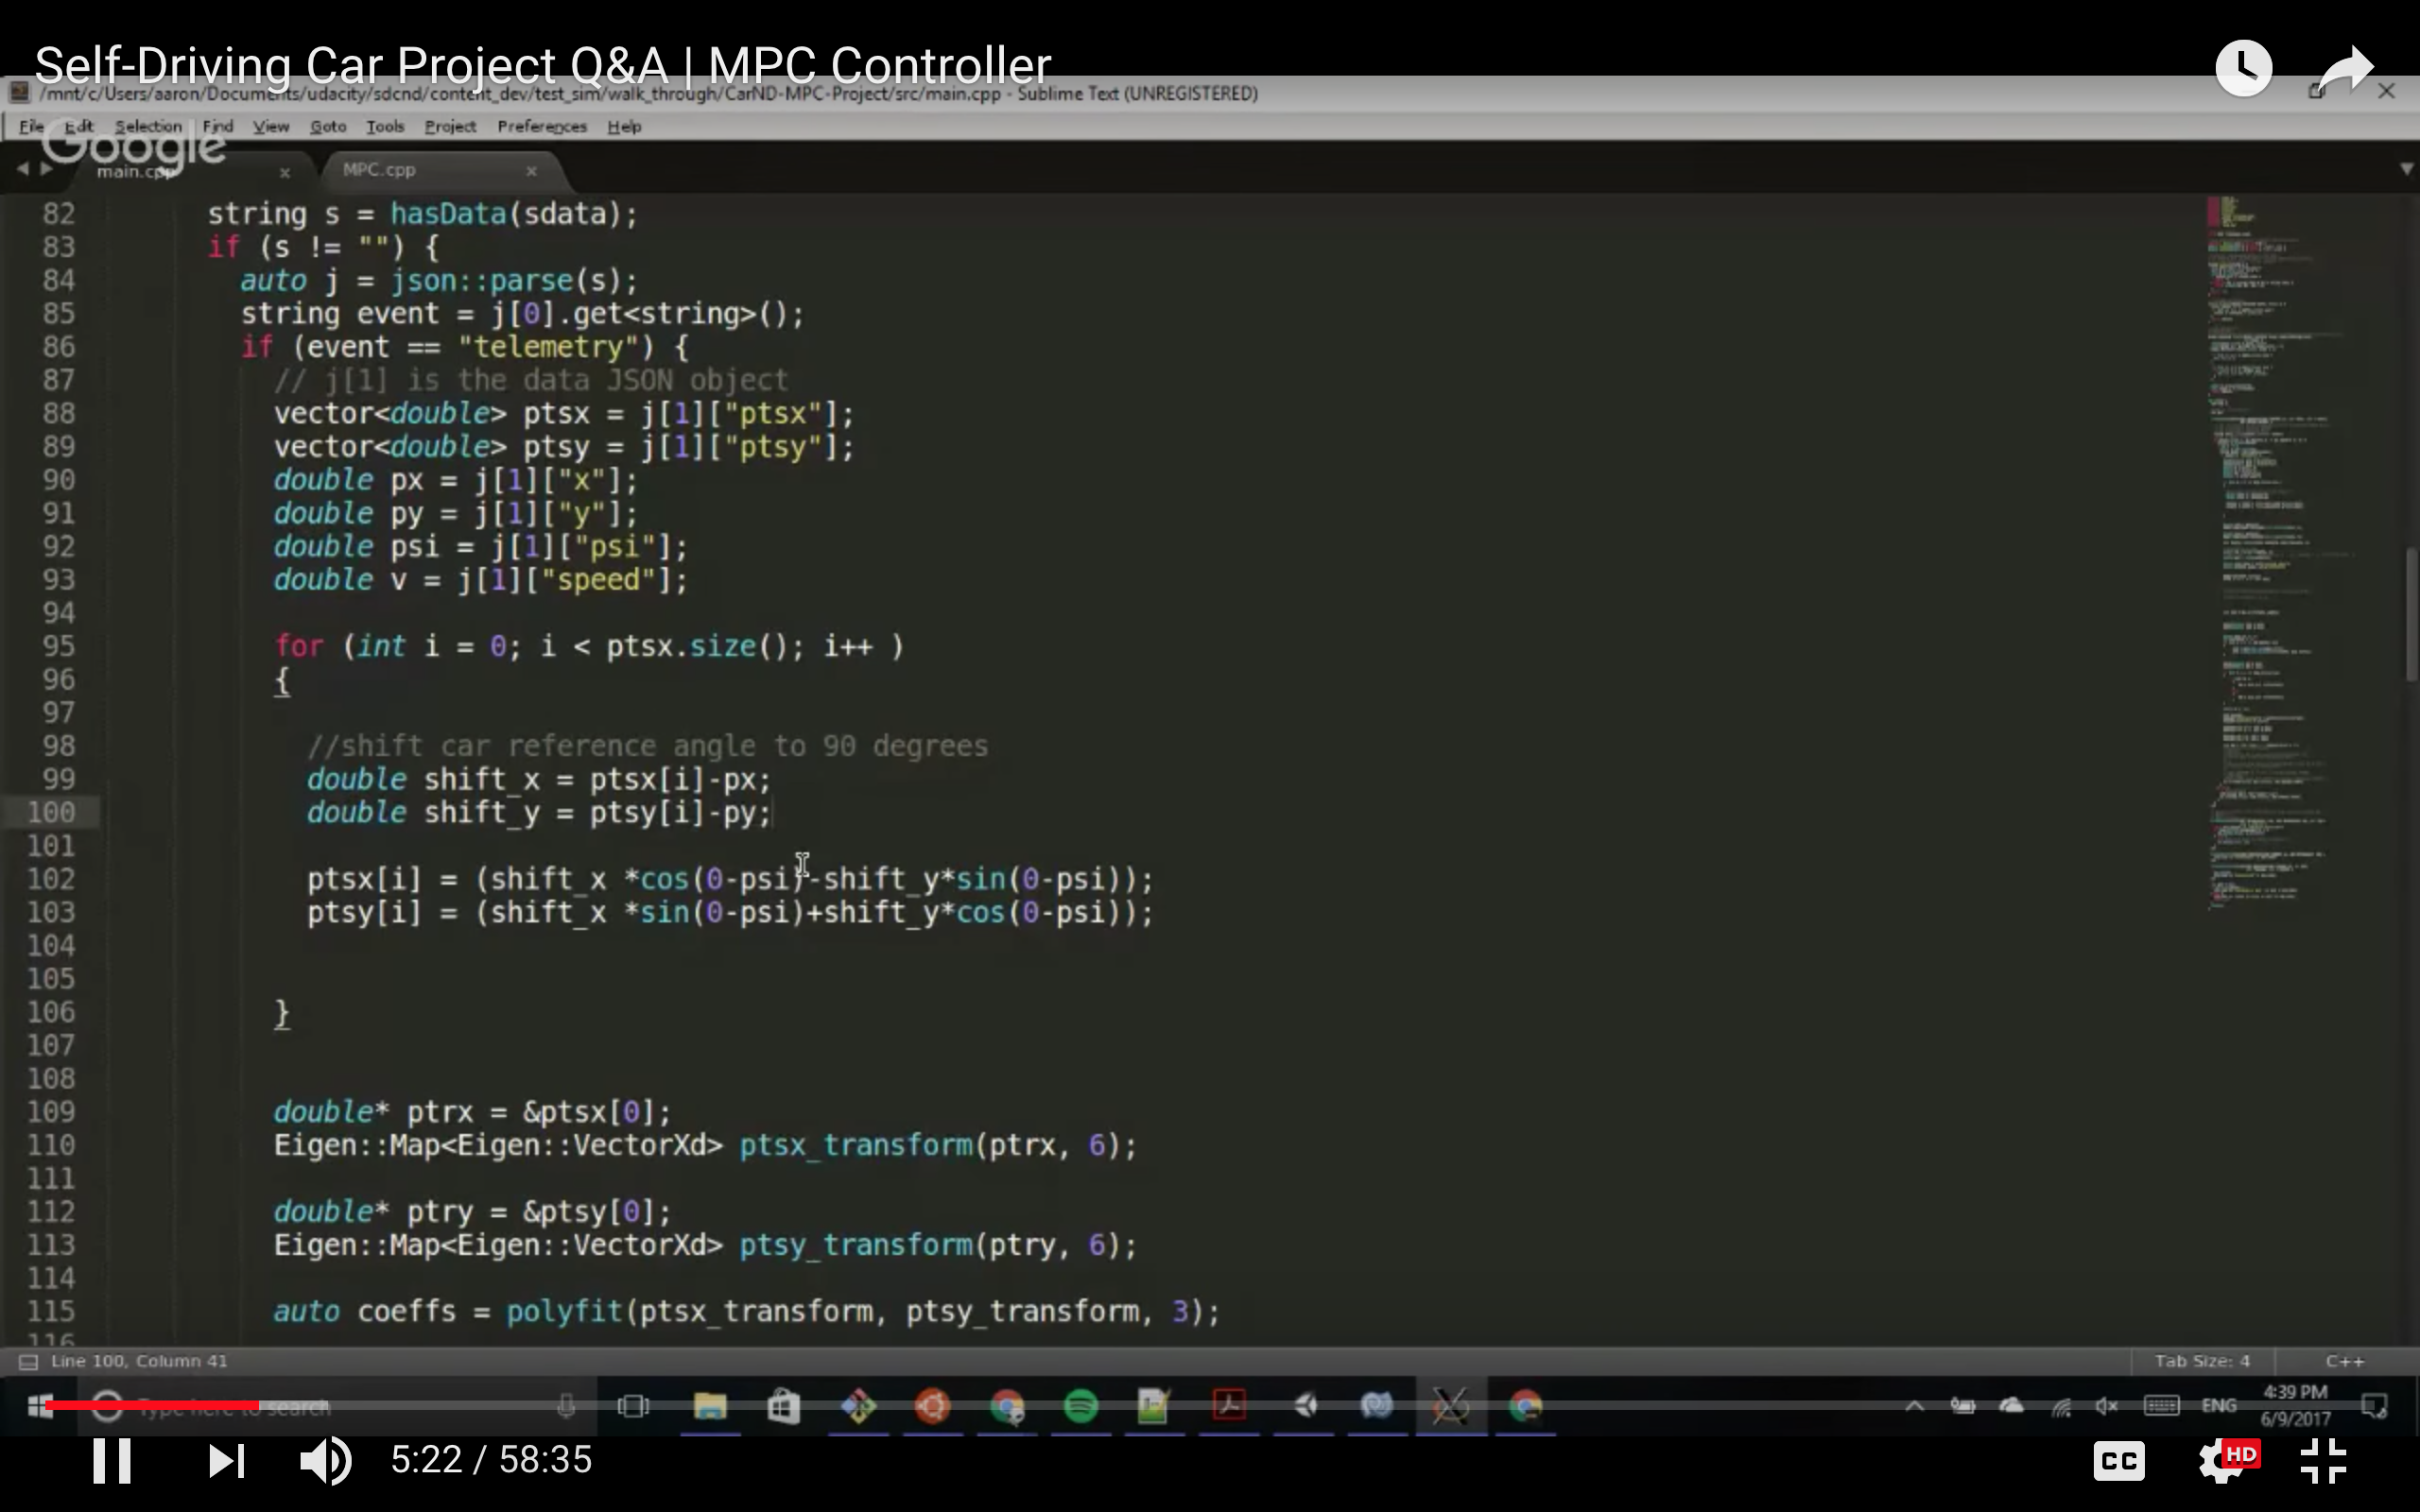 Self-Driving Car Project Q&A | MPC Controller
/mnt/c/Users/aaron/Documents/udacity/sdcnd/content_dev/test_sim/walk_through/CarND-MPC-Project/src/main.cpp - Sublime Text (UNREGISTERED)
File Edit Selection Find View Goto Tools Project Preferences Help
Google
main.cpp MPC.cpp
82 string s = hasData(sdata);
83 if (s != "") {
84 auto j = json::parse(s);
85 string event = j[0].get<string>();
86 if (event == "telemetry") {
87 // j[1] is the data JSON object
88 vector<double> ptsx = j[1]["ptsx"];
89 vector<double> ptsy = j[1]["ptsy"];
90 double px = j[1]["x"];
91 double py = j[1]["y"];
92 double psi = j[1]["psi"];
93 double v = j[1]["speed"];
94
95 for (int i = 0; i < ptsx.size(); i++ )
96 {
97
98 //shift car reference angle to 90 degrees
99 double shift_x = ptsx[i]-px;
100 double shift_y = ptsy[i]-py;
101
102 ptsx[i] = (shift_x *cos(0-psi)-shift_y*sin(0-psi));
103 ptsy[i] = (shift_x *sin(0-psi)+shift_y*cos(0-psi));
104
105
106 }
107
108
109 double* ptrx = &ptsx[0];
110 Eigen::Map<Eigen::VectorXd> ptsx_transform(ptrx, 6);
111
112 double* ptry = &ptsy[0];
113 Eigen::Map<Eigen::VectorXd> ptsy_transform(ptry, 6);
114
115 auto coeffs = polyfit(ptsx_transform, ptsy_transform, 3);
116
Line 100, Column 41 Tab Size: 4 C++
Type here to search ENG 4:39 PM
6/9/2017
5:22 / 58:35 CC HD